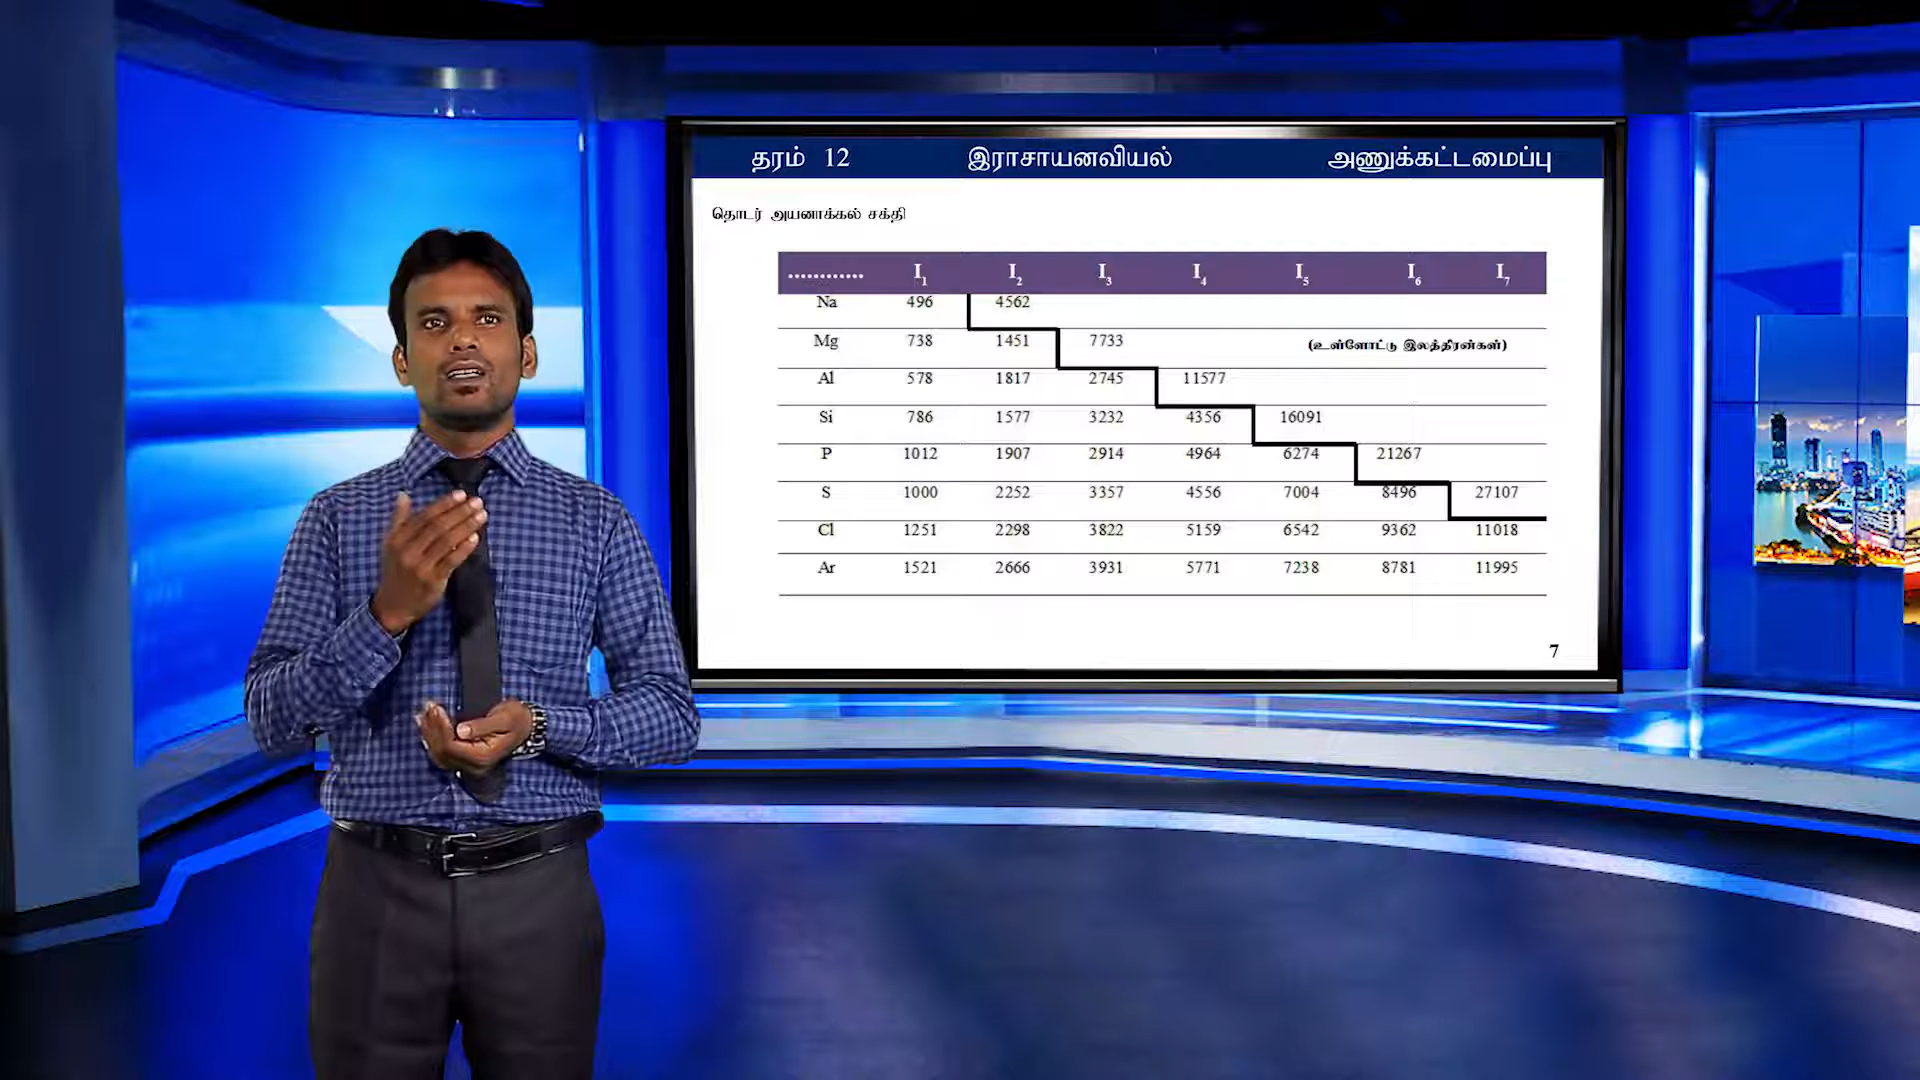 தரம் 12 இராசாயனவியல் அணுக்கட்டமைப்பு
தொடர் அயனாக்கல் சக்தி
............ I1 I2 I3 I4 I5 I6 I7
Na 496 4562
Mg 738 1451 7733 (உள்ளோட்டு இலத்திரன்கள்)
Al 578 1817 2745 11577
Si 786 1577 3232 4356 16091
P 1012 1907 2914 4964 6274 21267
S 1000 2252 3357 4556 7004 8496 27107
Cl 1251 2298 3822 5159 6542 9362 11018
Ar 1521 2666 3931 5771 7238 8781 11995
7